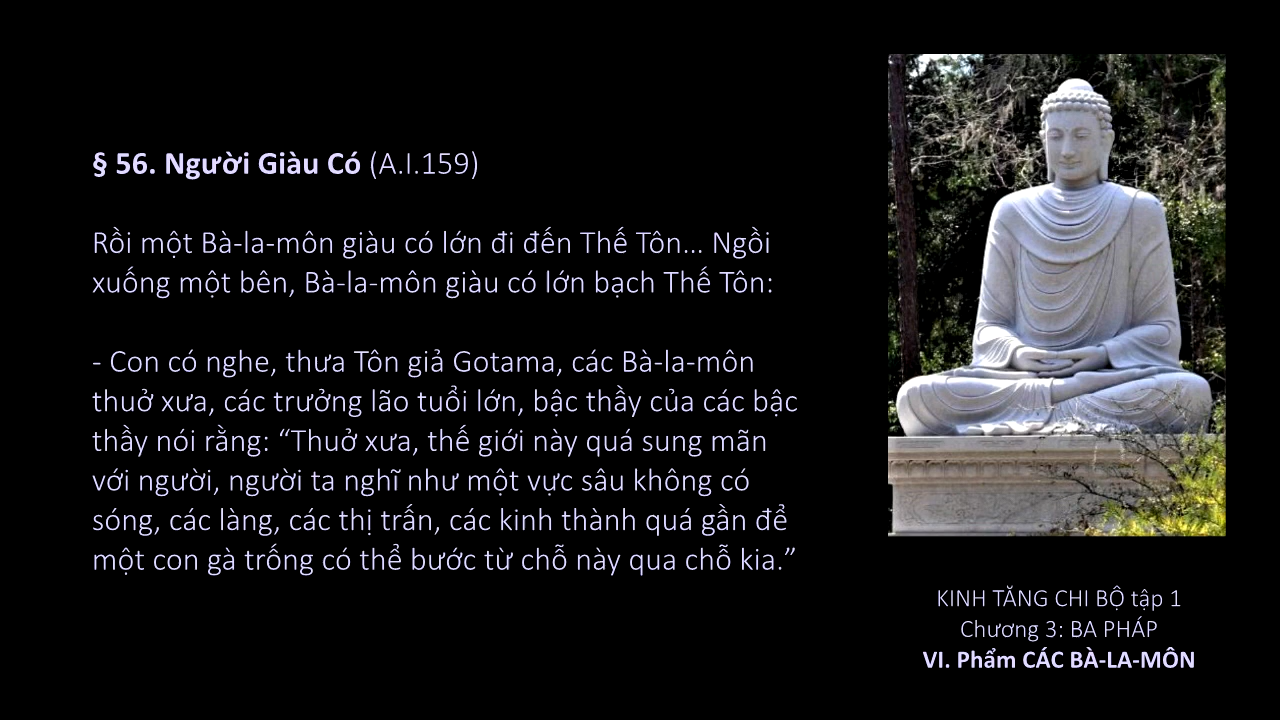 § 56. Người Giàu Có (A.I.159)
Rồi một Bà-la-môn giàu có lớn đi đến Thế Tôn... Ngồi
xuống một bên, Bà-la-môn giàu có lớn bạch Thế Tôn:
- Con có nghe, thưa Tôn giả Gotama, các Bà-la-môn
thuở xưa, các trưởng lão tuổi lớn, bậc thầy của các bậc
thầy nói rằng: “Thuở xưa, thế giới này quá sung mãn
với người, người ta nghĩ như một vực sâu không có
sóng, các làng, các thị trấn, các kinh thành quá gần để
một con gà trống có thể bước từ chỗ này qua chỗ kia.”
KINH TĂNG CHI BỘ tập 1
Chương 3: BA PHÁP
VI. Phẩm CÁC BÀ-LA-MÔN